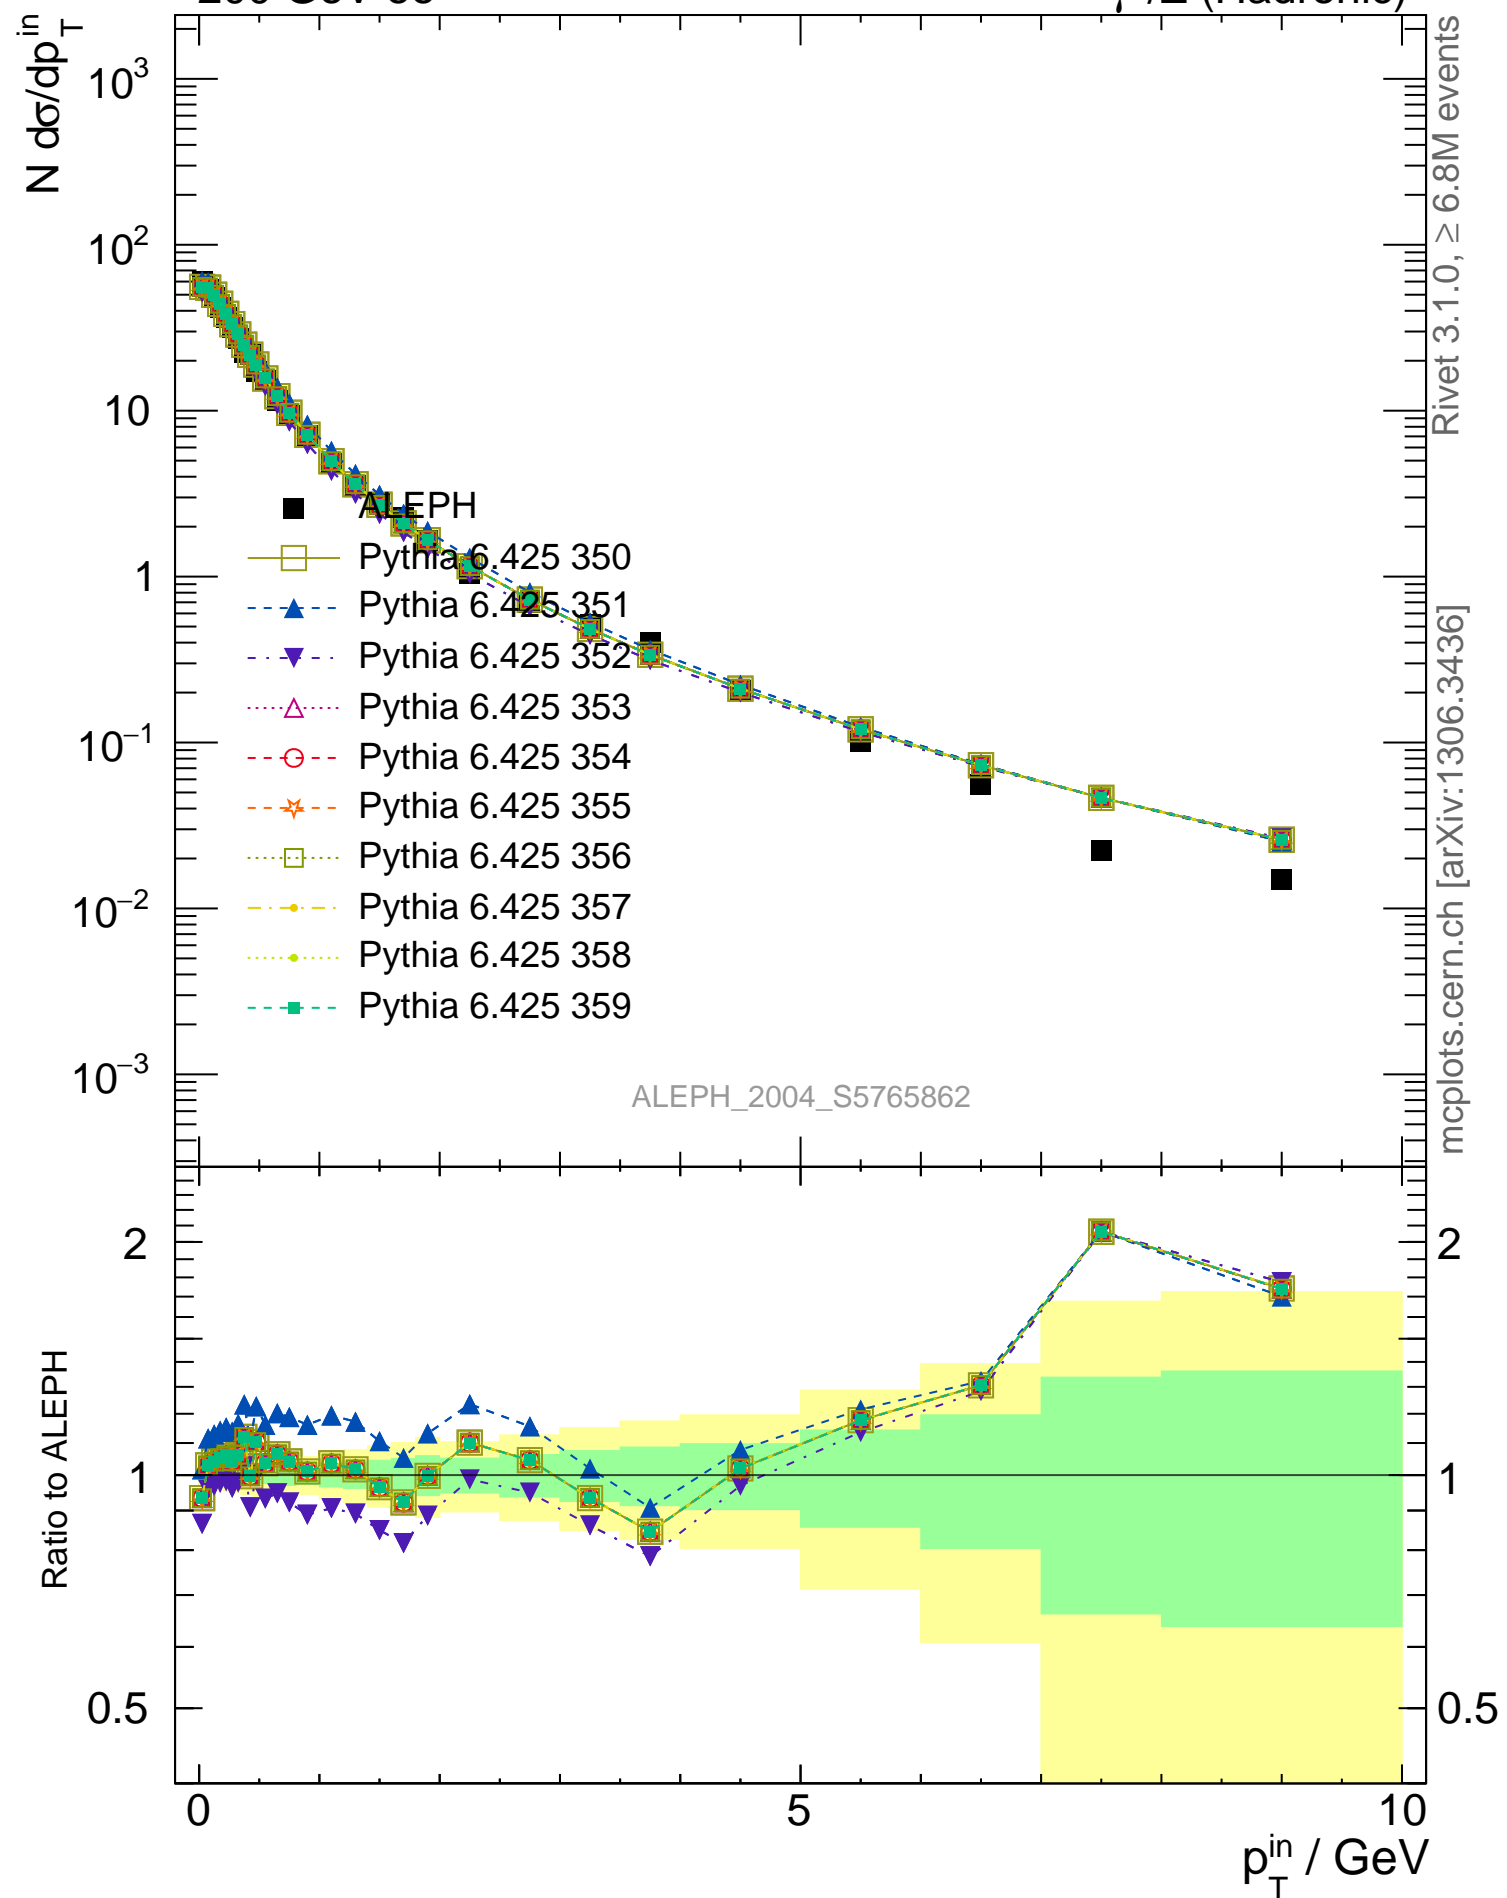 N dσ/dp_T^in
10^3
10^2
10
1
10^−1
10^−2
10^−3
ALEPH
Pythia 6.425 350
Pythia 6.425 351
Pythia 6.425 352
Pythia 6.425 353
Pythia 6.425 354
Pythia 6.425 355
Pythia 6.425 356
Pythia 6.425 357
Pythia 6.425 358
Pythia 6.425 359
ALEPH_2004_S5765862
Rivet 3.1.0, ≥ 6.8M events
mcplots.cern.ch [arXiv:1306.3436]
Ratio to ALEPH
2
1
0.5
2
1
0.5
0
5
10
p_T^in / GeV